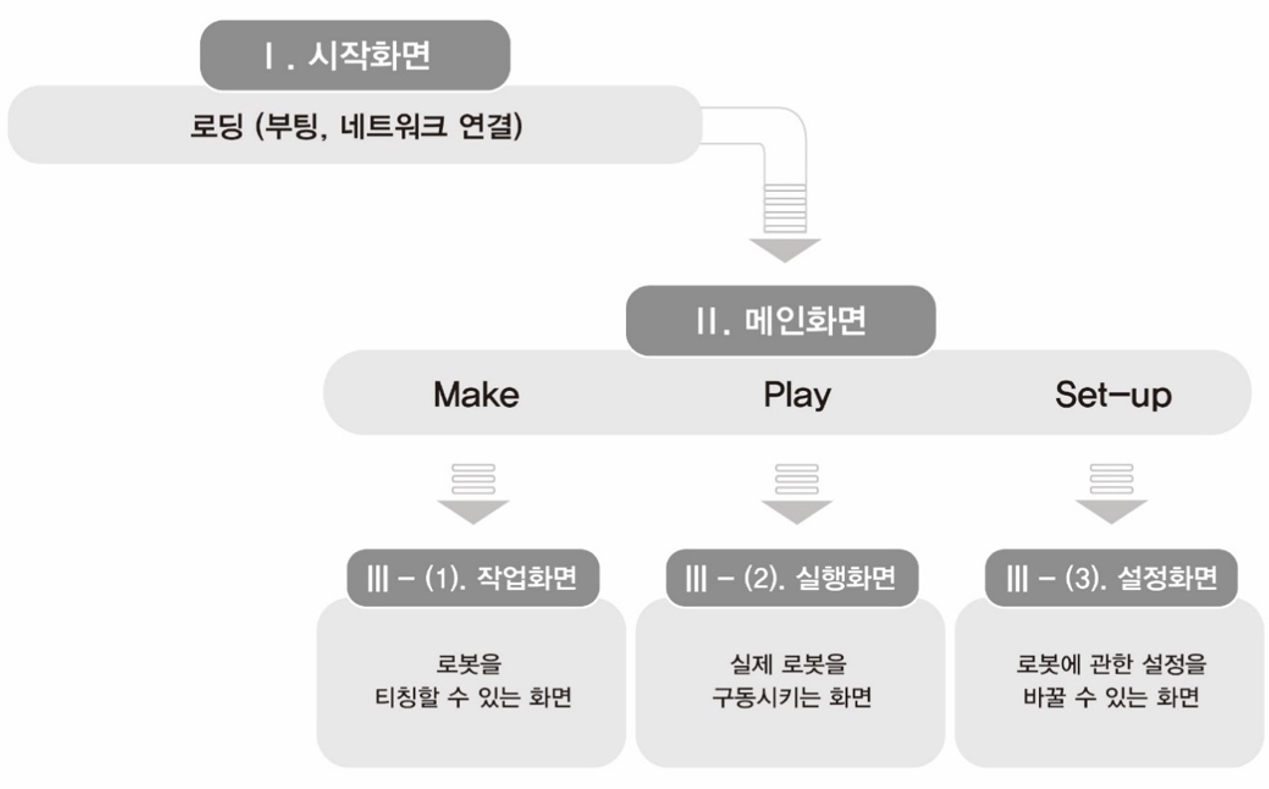 Ⅰ. 시작화면
로딩 (부팅, 네트워크 연결)
Ⅱ. 메인화면
Make Play Set-up
Ⅲ - (1). 작업화면
로봇을
티칭할 수 있는 화면
Ⅲ - (2). 실행화면
실제 로봇을
구동시키는 화면
Ⅲ - (3). 설정화면
로봇에 관한 설정을
바꿀 수 있는 화면